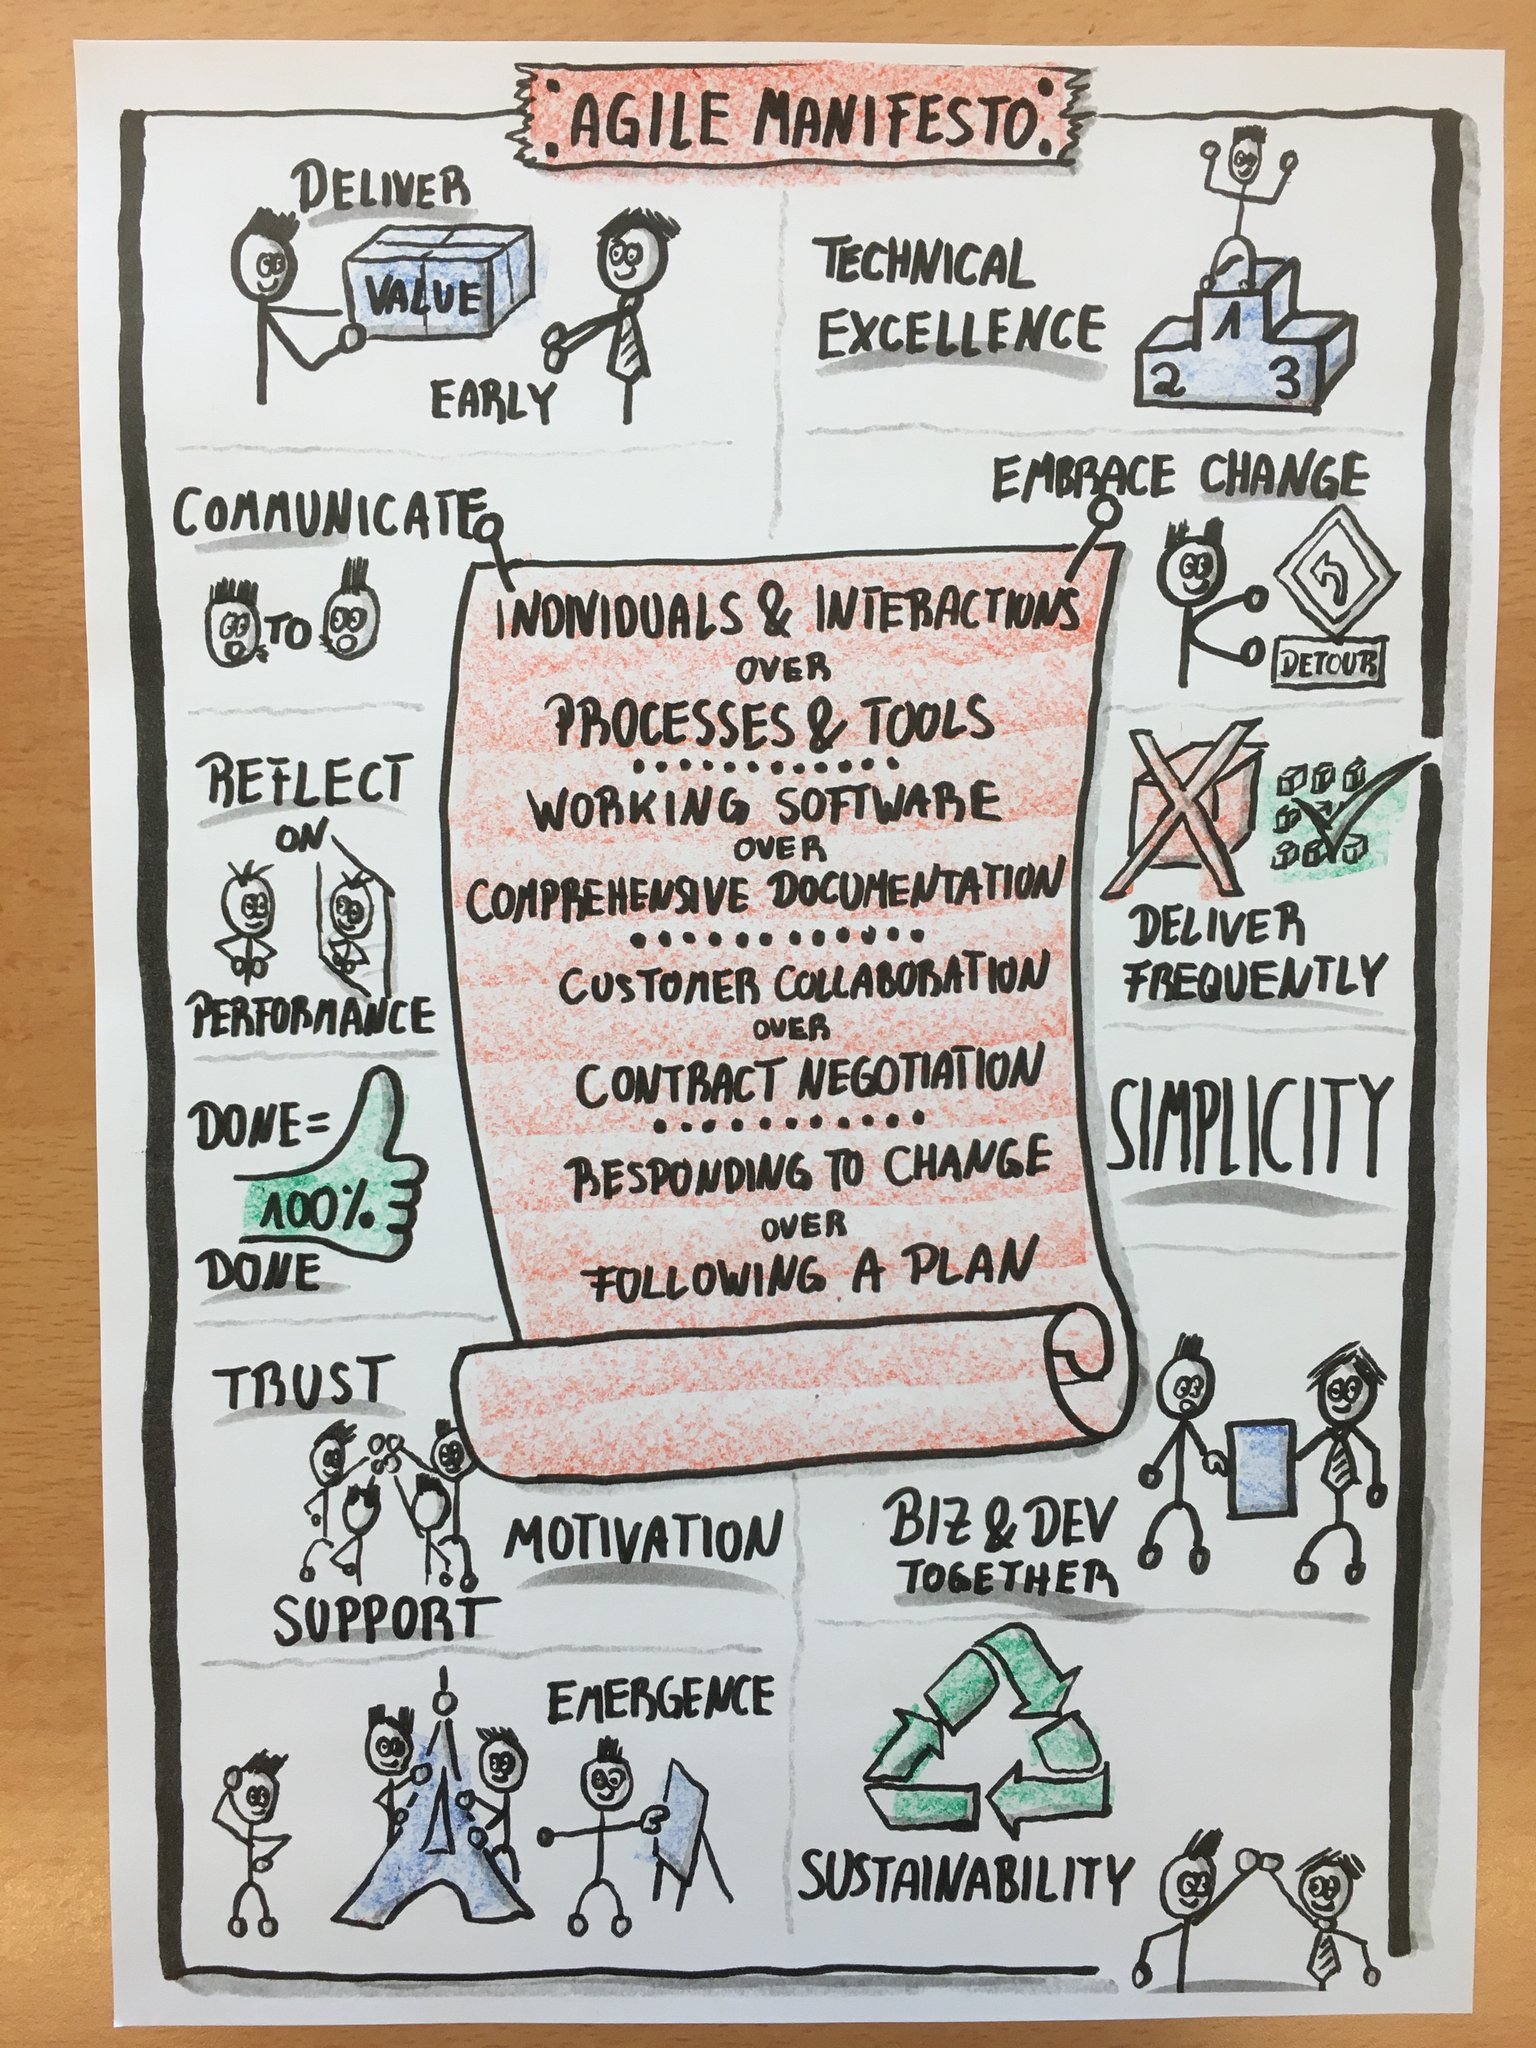 AGILE MANIFESTO
DELIVER
VALUE
EARLY
TECHNICAL
EXCELLENCE
1
2 3
COMMUNICATE
TO
EMBRACE CHANGE
DETOUR
INDIVIDUALS & INTERACTIONS
OVER
PROCESSES & TOOLS
WORKING SOFTWARE
OVER
COMPREHENSIVE DOCUMENTATION
CUSTOMER COLLABORATION
OVER
CONTRACT NEGOTIATION
RESPONDING TO CHANGE
OVER
FOLLOWING A PLAN
REFLECT
ON
PERFORMANCE
DELIVER
FREQUENTLY
DONE =
100%
DONE
SIMPLICITY
TRUST
MOTIVATION
SUPPORT
BIZ & DEV
TOGETHER
EMERGENCE
SUSTAINABILITY